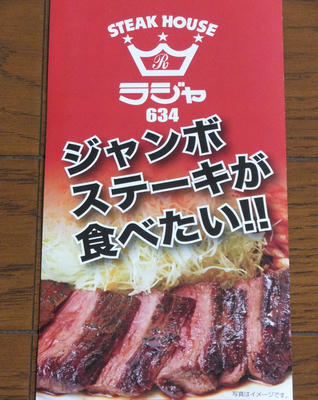 STEAK HOUSE
R
ラジャ
634
ジャンボ
ステーキが
食べたい!!
写真はイメージです。